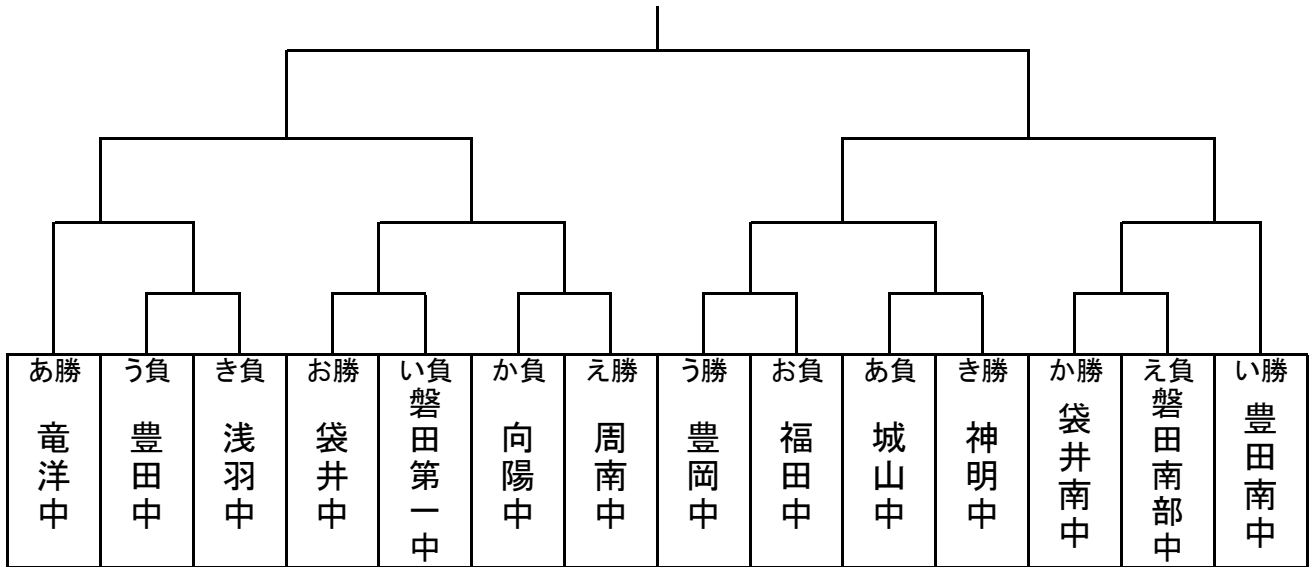 あ勝
竜洋中
う負
豊田中
き負
浅羽中
お勝
袋井中
い負
磐田第一中
か負
向陽中
え勝
周南中
う勝
豊岡中
お負
福田中
あ負
城山中
き勝
神明中
か勝
袋井南中
え負
磐田南部中
い勝
豊田南中